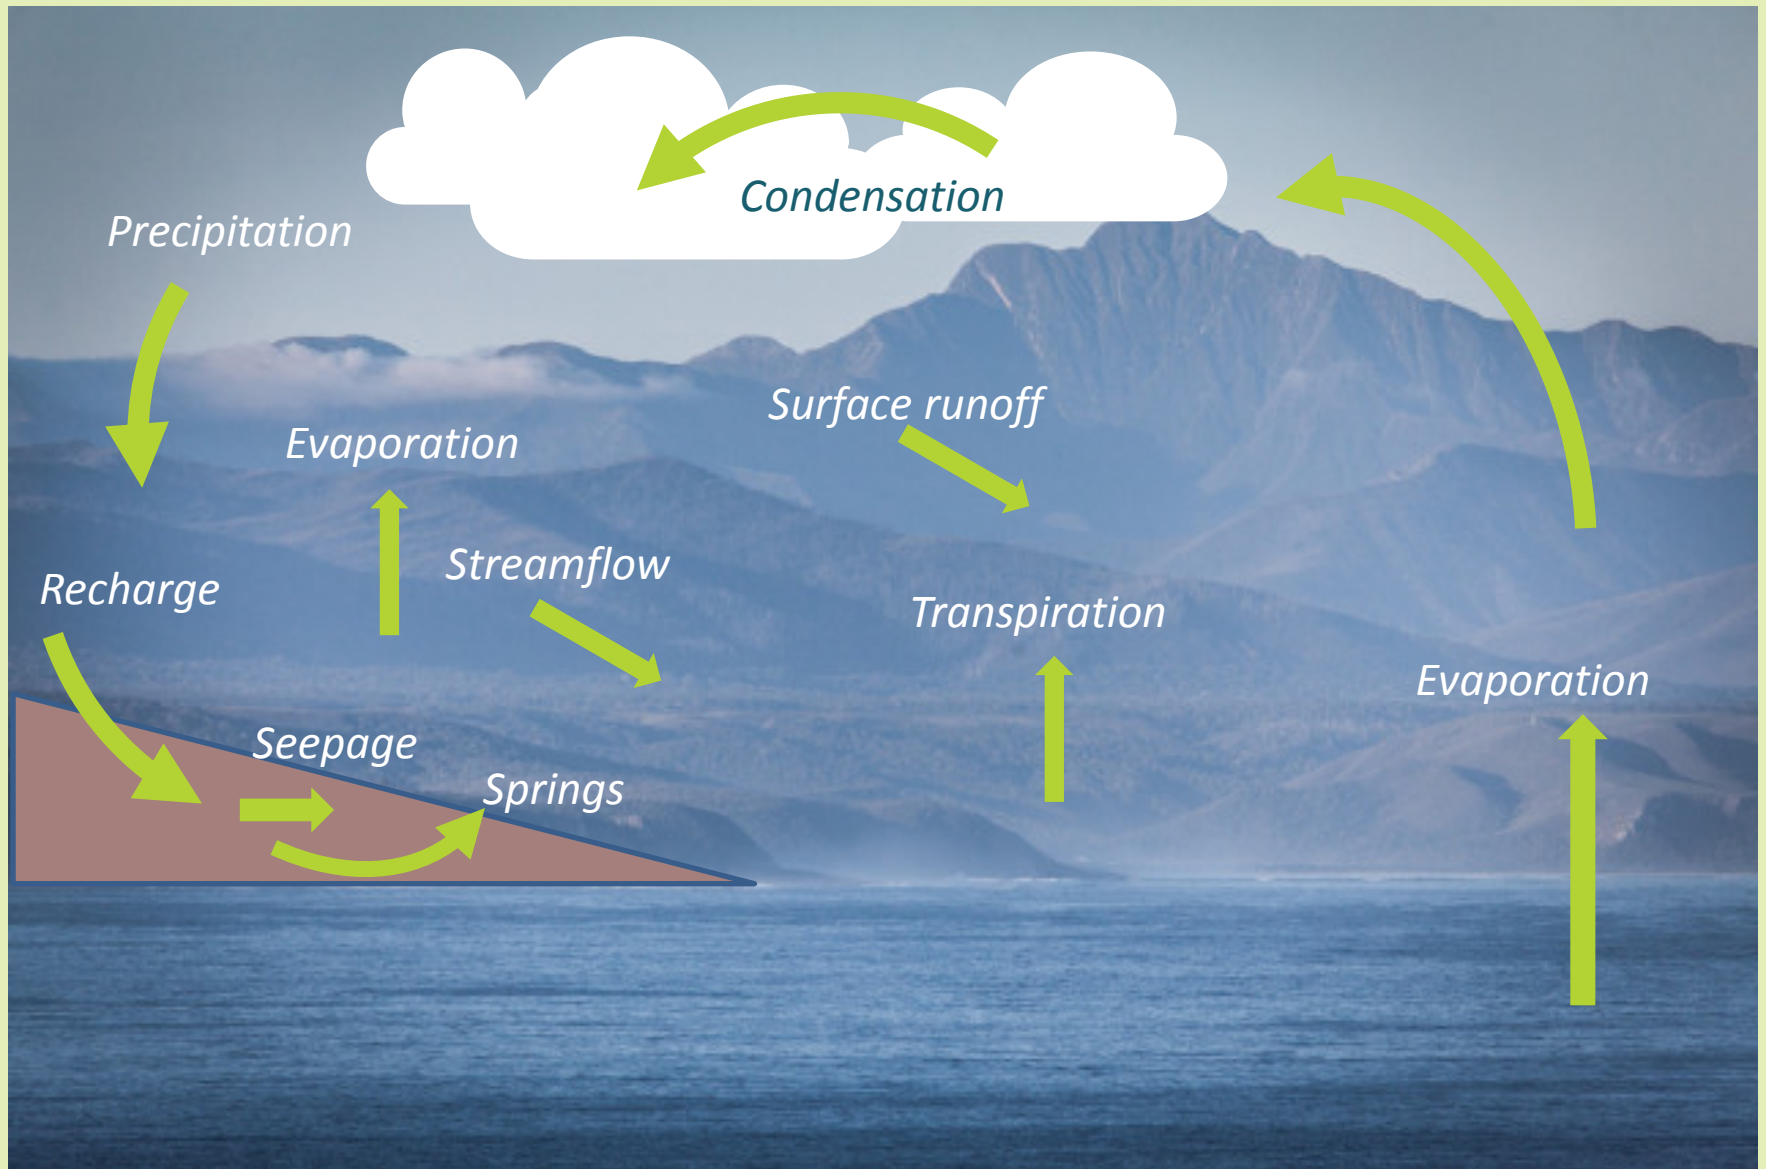 Condensation
Precipitation
Surface runoff
Evaporation
Streamflow
Recharge
Transpiration
Evaporation
Seepage
Springs